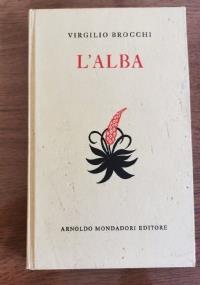 VIRGILIO BROCCHI
L'ALBA
ARNOLDO MONDADORI EDITORE